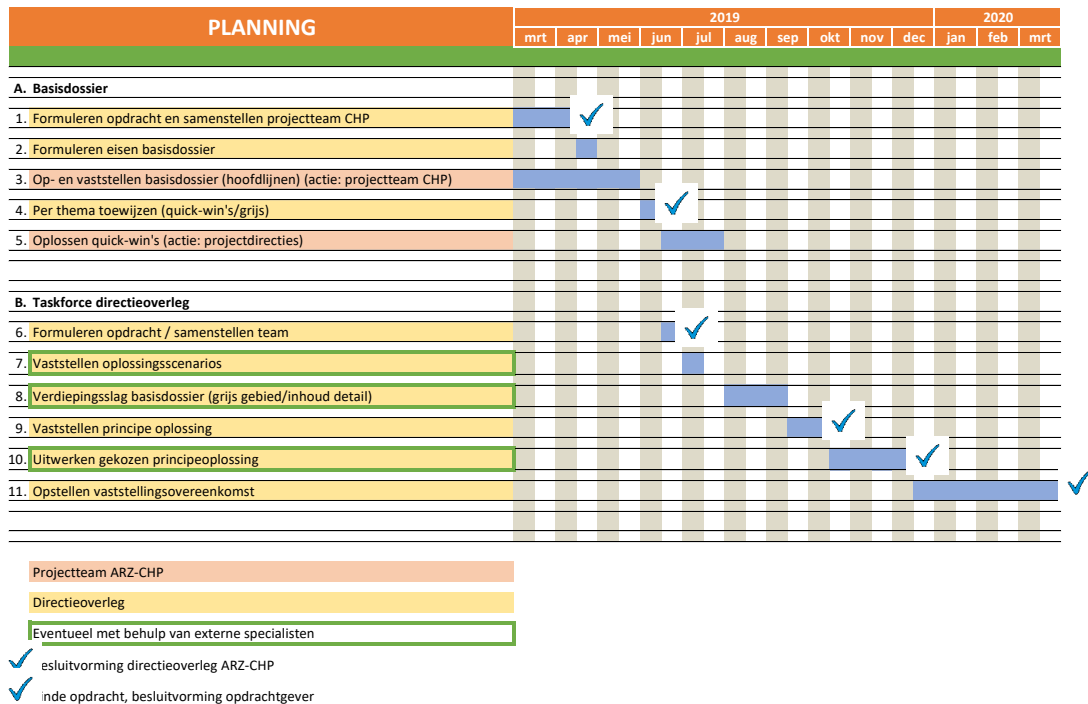 PLANNING
2019 2020
mrt apr mei jun jul aug sep okt nov dec jan feb mrt
A. Basisdossier
1. Formuleren opdracht en samenstellen projectteam CHP
2. Formuleren eisen basisdossier
3. Op- en vaststellen basisdossier (hoofdlijnen) (actie: projectteam CHP)
4. Per thema toewijzen (quick-win's/grijs)
5. Oplossen quick-win's (actie: projectdirecties)
B. Taskforce directieoverleg
6. Formuleren opdracht / samenstellen team
7. Vaststellen oplossingsscenarios
8. Verdiepingsslag basisdossier (grijs gebied/inhoud detail)
9. Vaststellen principe oplossing
10. Uitwerken gekozen principeoplossing
11. Opstellen vaststellingsovereenkomst
Projectteam ARZ-CHP
Directieoverleg
Eventueel met behulp van externe specialisten
esluitvorming directieoverleg ARZ-CHP
inde opdracht, besluitvorming opdrachtgever